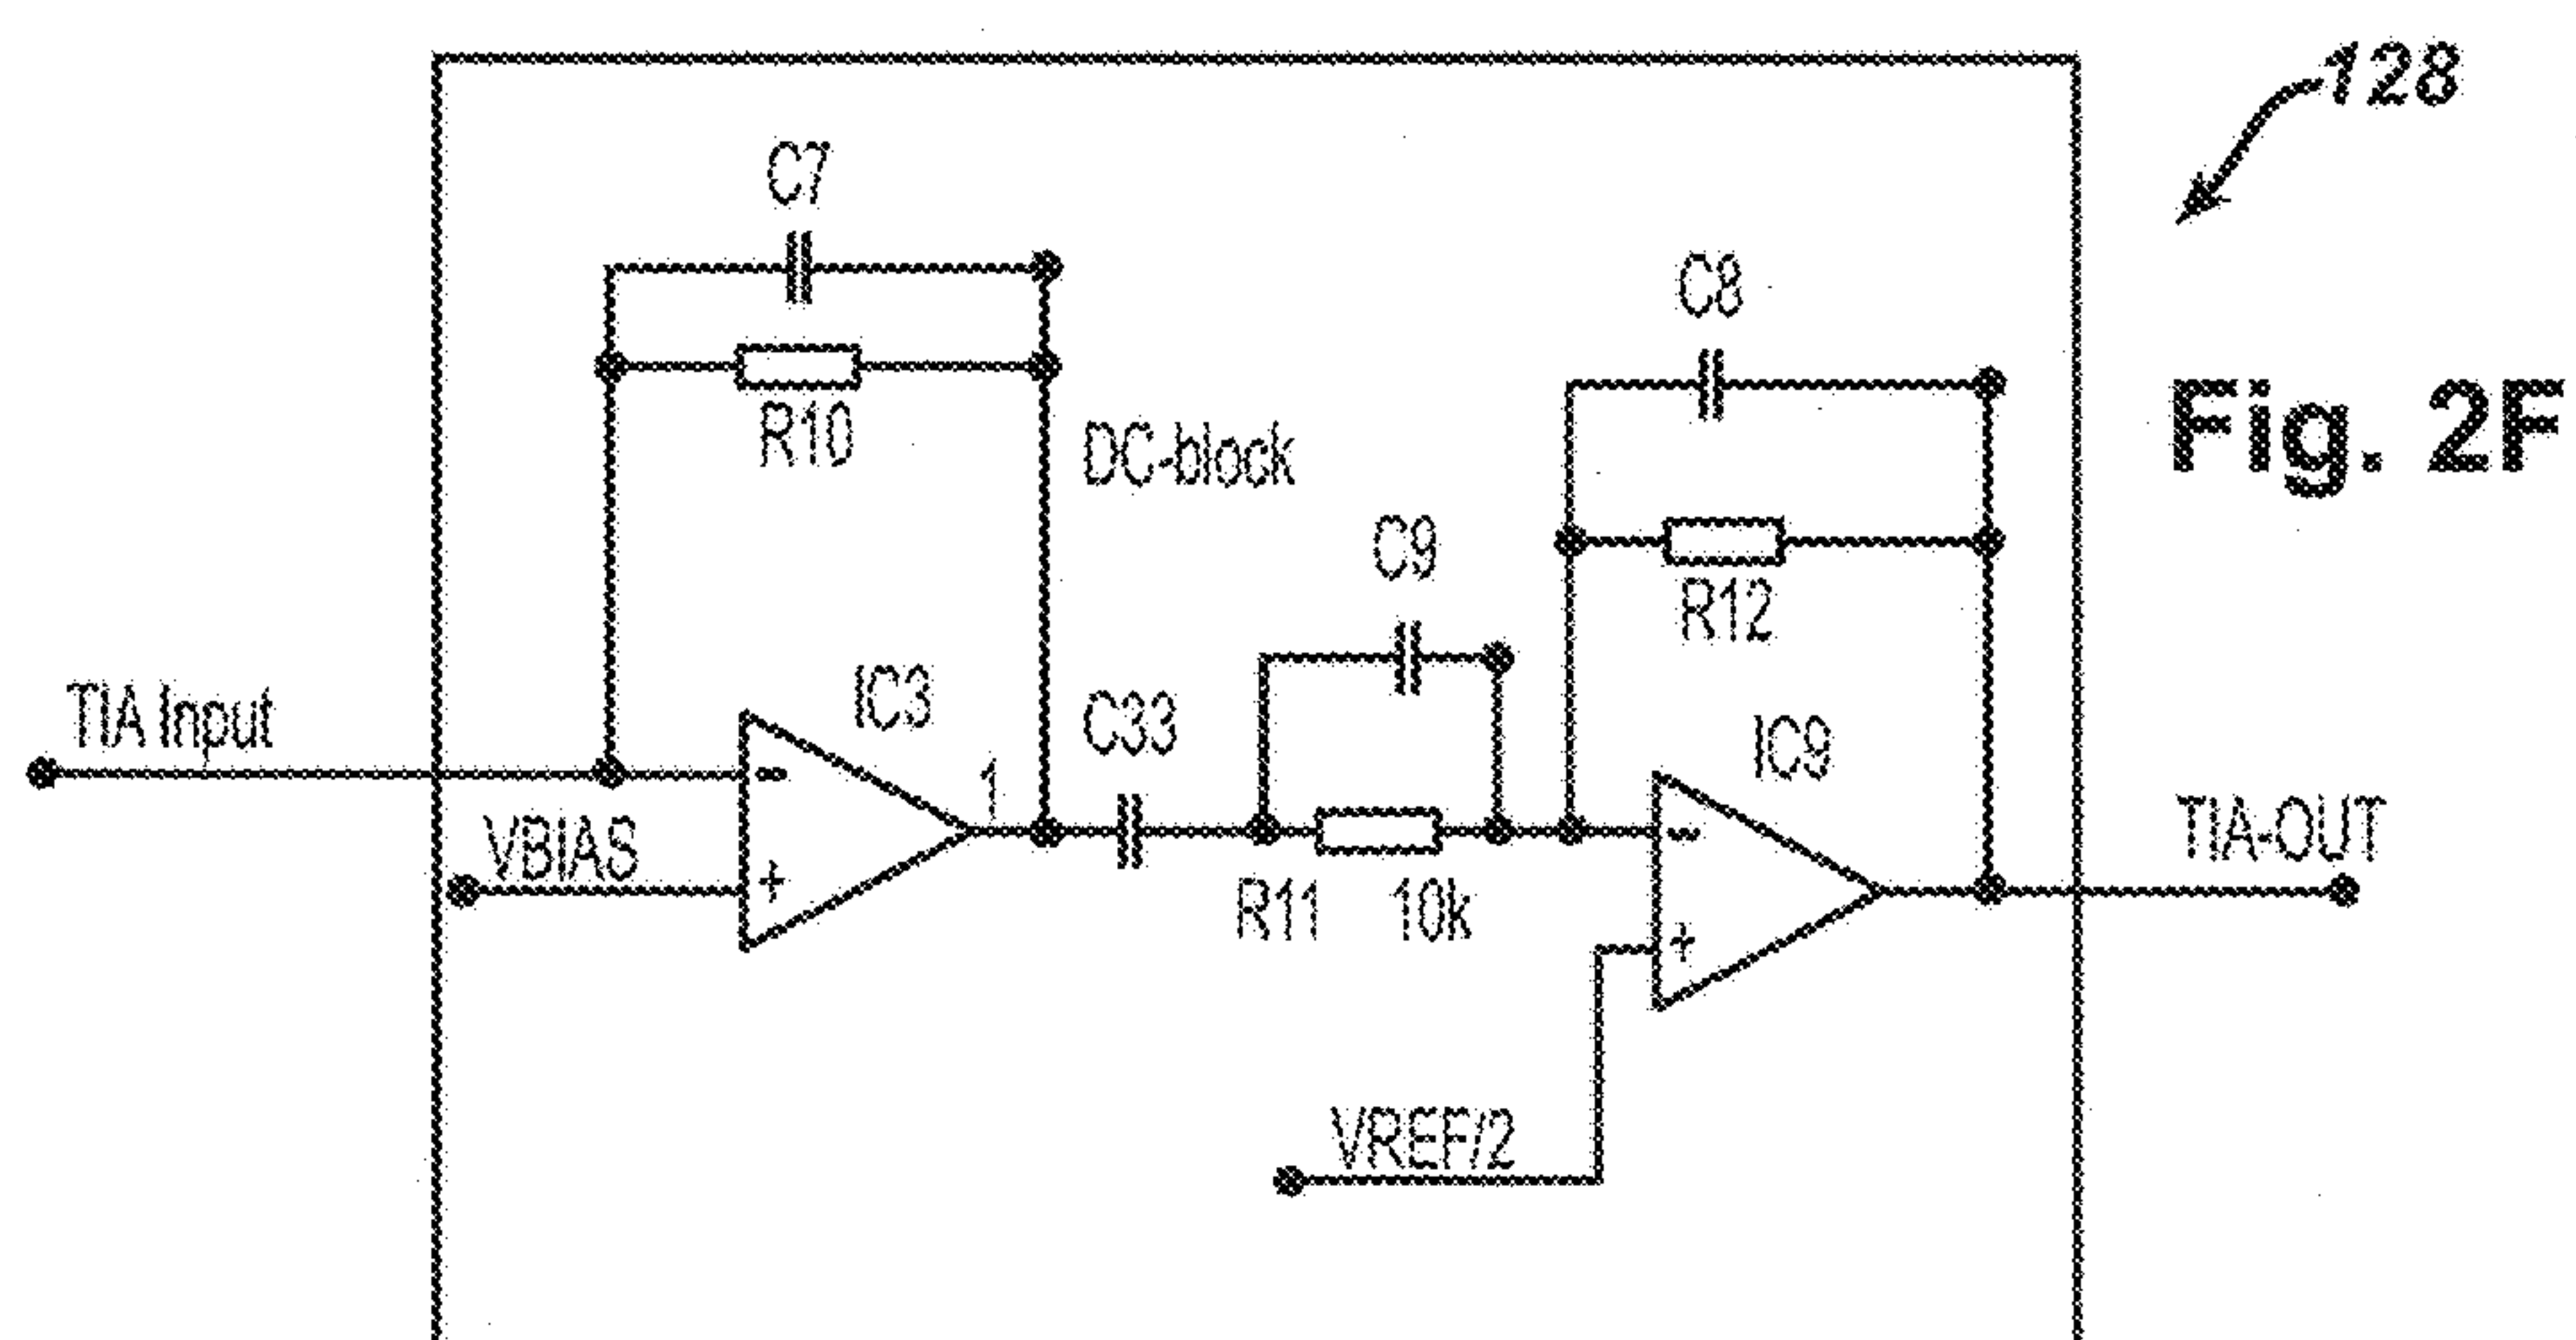 128
C7
C8
Fig. 2F
R10
DC-block
C9
R12
IC3
TIA Input
C33
IC9
1
-
-
VBIAS
TIA-OUT
+
R11 10k
+
VREF/2